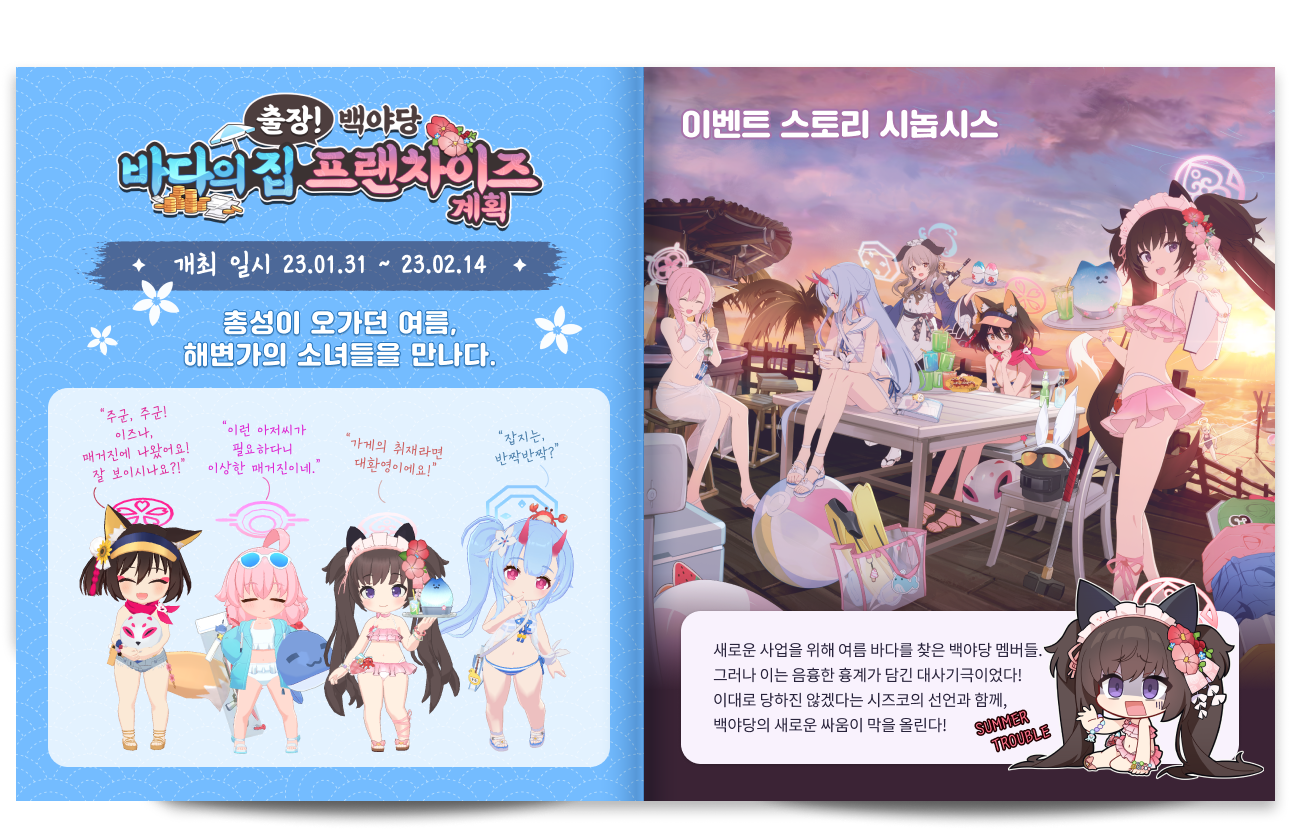 출장! 백야당
바다의 집 프랜차이즈
계획
개최 일시 23.01.31 ~ 23.02.14
총성이 오가던 여름,
해변가의 소녀들을 만나다.
“주군, 주군!
이즈나,
매거진에 나왔어요!
잘 보이시나요?!”
“이런 아저씨가
필요하다니
이상한 매거진이네.”
“가게의 취재라면
대환영이에요!”
“잡지는,
반짝반짝?”
이벤트 스토리 시놉시스
새로운 사업을 위해 여름 바다를 찾은 백야당 멤버들.
그러나 이는 음흉한 흉계가 담긴 대사기극이었다!
이대로 당하진 않겠다는 시즈코의 선언과 함께,
백야당의 새로운 싸움이 막을 올린다!
SUMMER
TROUBLE